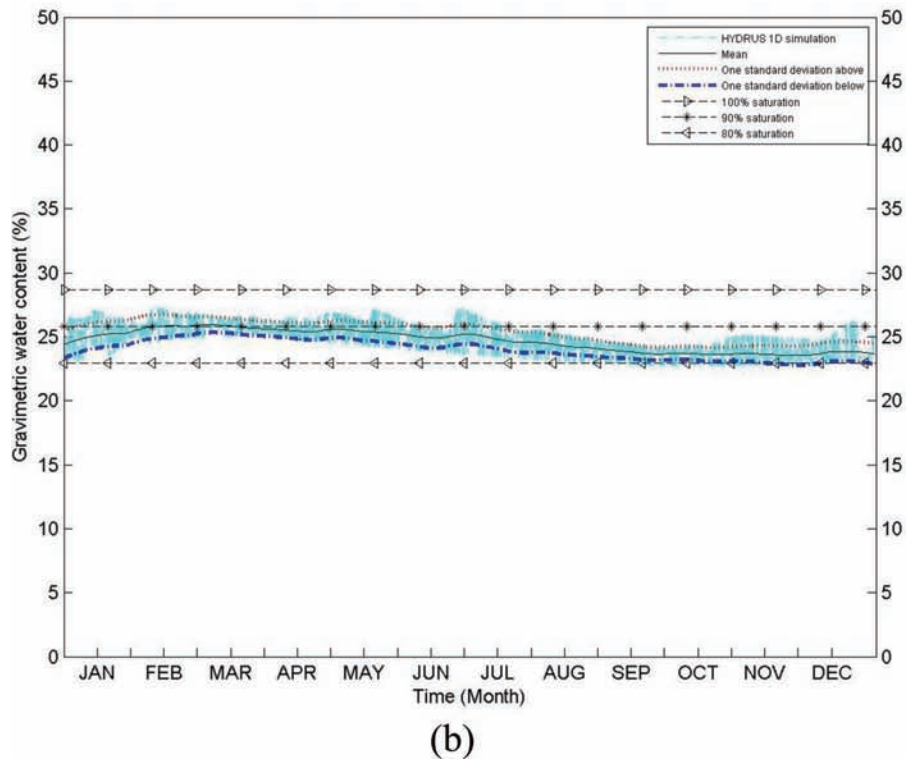 50 50
HYDRUS 1D simulation
Mean
One standard deviation above
One standard deviation below
100% saturation
90% saturation
80% saturation
45 45
40 40
35 35
30 30
25 25
20 20
15 15
10 10
5 5
0 0
Gravimetric water content (%)
JAN FEB MAR APR MAY JUN JUL AUG SEP OCT NOV DEC
Time (Month)
(b)